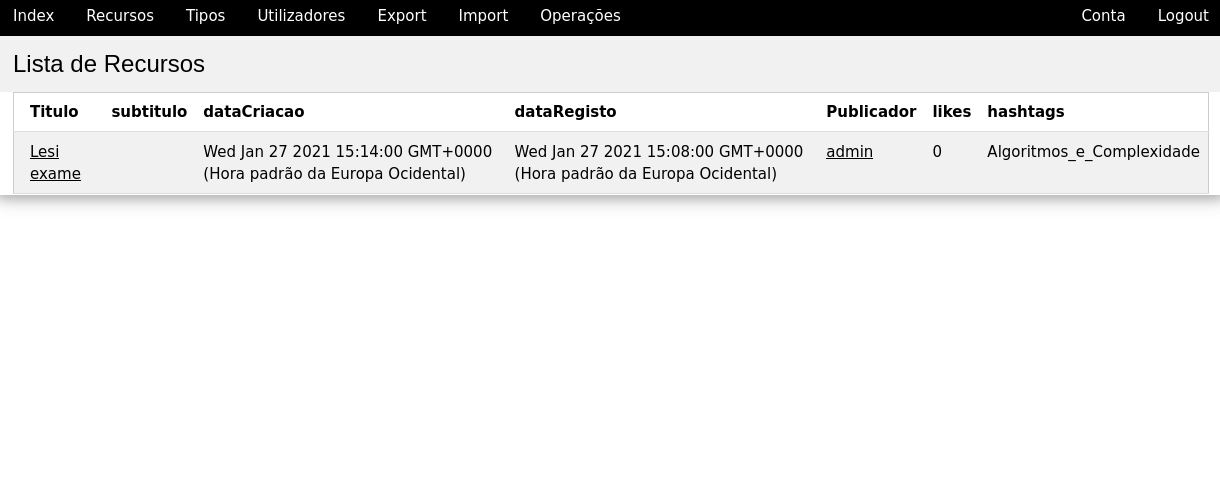 Index Recursos Tipos Utilizadores Export Import Operações Conta Logout
Lista de Recursos
Titulo subtitulo dataCriacao dataRegisto Publicador likes hashtags
Lesi Wed Jan 27 2021 15:14:00 GMT+0000 Wed Jan 27 2021 15:08:00 GMT+0000 admin 0 Algoritmos_e_Complexidade
exame (Hora padrão da Europa Ocidental) (Hora padrão da Europa Ocidental)